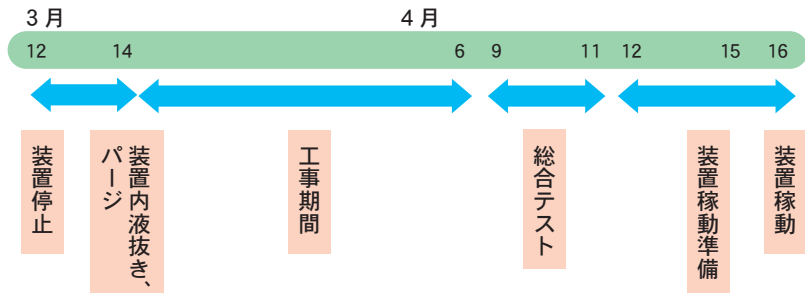 3月
4月
12 14 6 9 11 12 15 16
装置停止
装置内液抜き、
パージ
工事期間
総合テスト
装置稼動準備
装置稼動